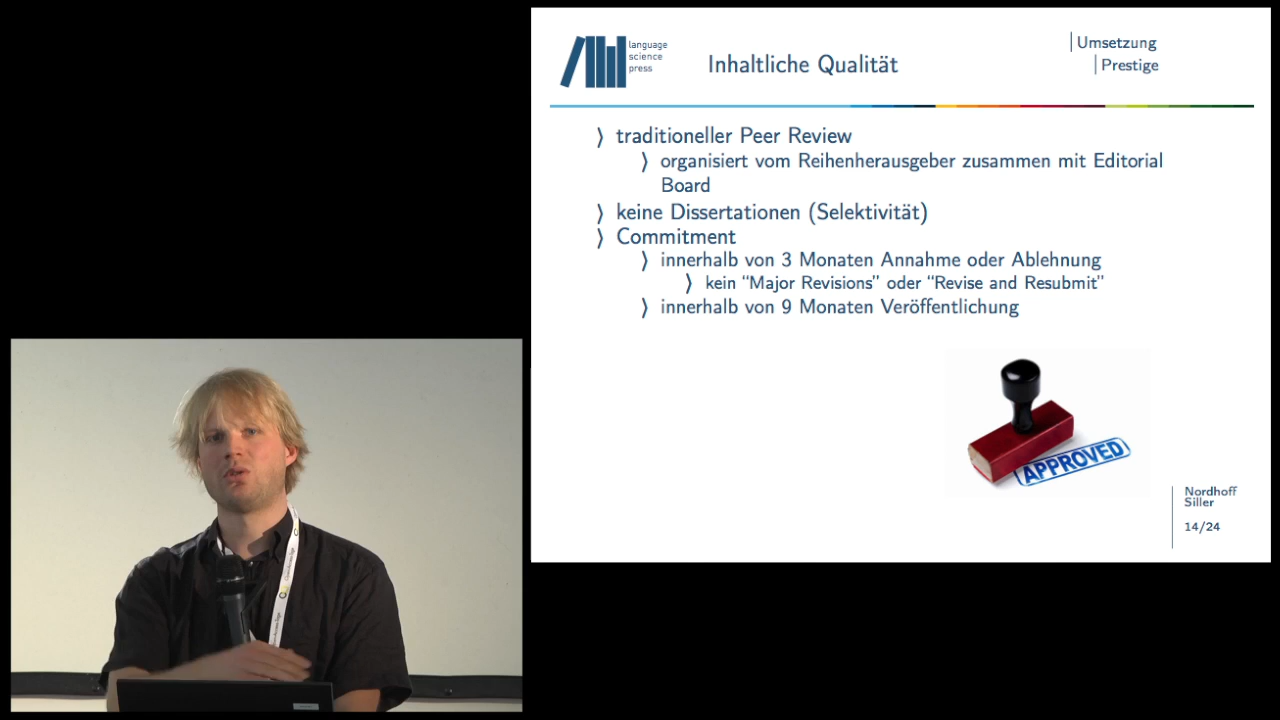 language
science
press
Inhaltliche Qualität
Umsetzung
Prestige
traditioneller Peer Review
organisiert vom Reihenherausgeber zusammen mit Editorial
Board
keine Dissertationen (Selektivität)
Commitment
innerhalb von 3 Monaten Annahme oder Ablehnung
kein “Major Revisions” oder “Revise and Resubmit”
innerhalb von 9 Monaten Veröffentlichung
APPROVED
Nordhoff
Siller
14/24